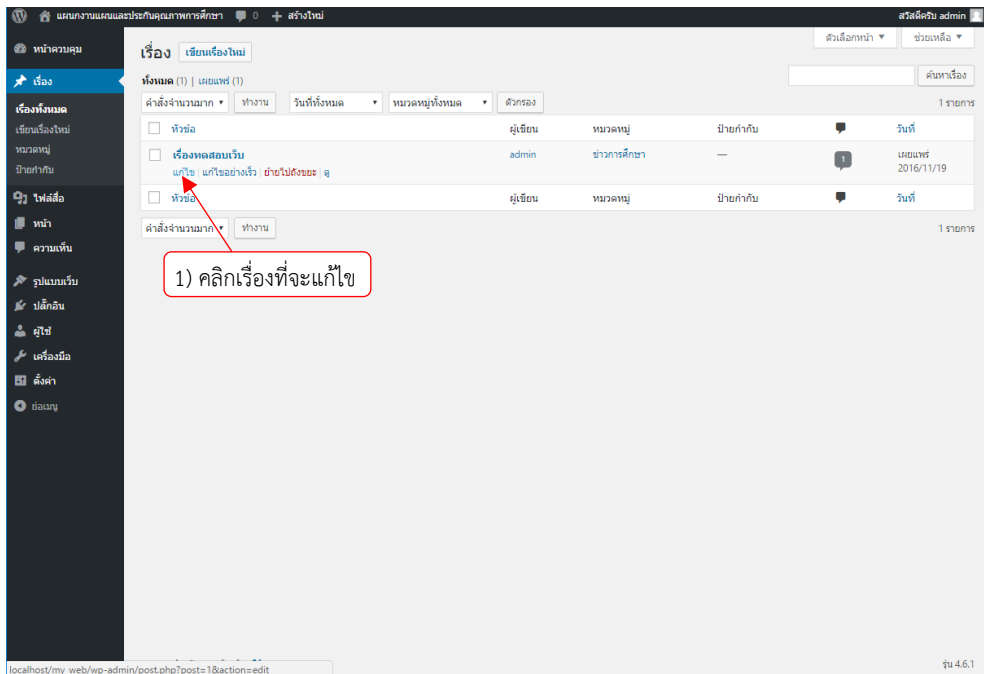 แผนกงานแผนและประกันคุณภาพการศึกษา 0 + สร้างใหม่ สวัสดีครับ admin
หน้าควบคุม
เรื่อง
เรื่องทั้งหมด
เขียนเรื่องใหม่
หมวดหมู่
ป้ายกำกับ
ไฟล์สื่อ
หน้า
ความเห็น
รูปแบบเว็บ
ปลั๊กอิน
ผู้ใช้
เครื่องมือ
ตั้งค่า
ย่อเมนู
ตัวเลือกหน้า ▼ ช่วยเหลือ ▼
เรื่อง เขียนเรื่องใหม่
ทั้งหมด (1) | เผยแพร่ (1) ค้นหาเรื่อง
คำสั่งจำนวนมาก ▼ ทำงาน วันที่ทั้งหมด ▼ หมวดหมู่ทั้งหมด ▼ ตัวกรอง 1 รายการ
หัวข้อ ผู้เขียน หมวดหมู่ ป้ายกำกับ วันที่
เรื่องทดสอบเว็บ admin ข่าวการศึกษา — 1 เผยแพร่
แก้ไข | แก้ไขอย่างเร็ว | ย้ายไปถังขยะ | ดู 2016/11/19
หัวข้อ ผู้เขียน หมวดหมู่ ป้ายกำกับ วันที่
คำสั่งจำนวนมาก ▼ ทำงาน 1 รายการ
1) คลิกเรื่องที่จะแก้ไข
localhost/my_web/wp-admin/post.php?post=1&action=edit รุ่น 4.6.1